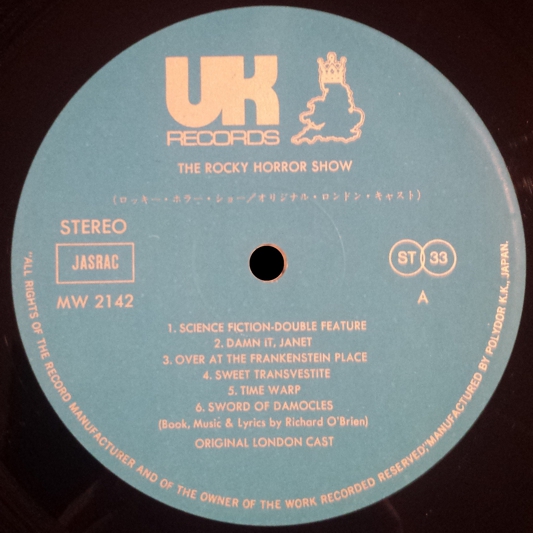 UK
RECORDS
THE ROCKY HORROR SHOW
(ロッキー・ホラー・ショー/オリジナル・ロンドン・キャスト)
STEREO
JASRAC
MW 2142
ST 33
A
1. SCIENCE FICTION-DOUBLE FEATURE
2. DAMN IT, JANET
3. OVER AT THE FRANKENSTEIN PLACE
4. SWEET TRANSVESTITE
5. TIME WARP
6. SWORD OF DAMOCLES
(Book, Music & Lyrics by Richard O'Brien)
ORIGINAL LONDON CAST
"ALL RIGHTS OF THE RECORD MANUFACTURER AND OF THE OWNER OF THE WORK RECORDED RESERVED," MANUFACTURED BY POLYDOR K.K., JAPAN.